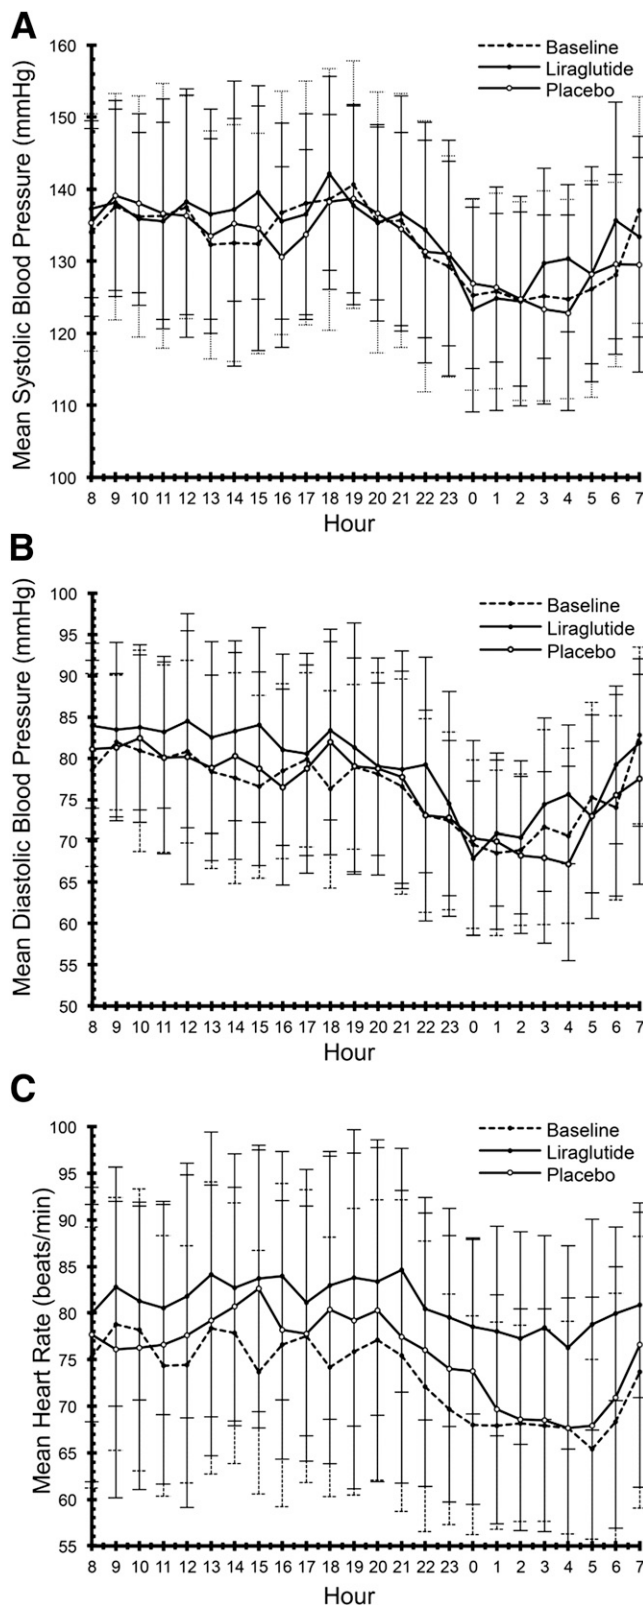 A
Mean Systolic Blood Pressure (mmHg)
160
150
140
130
120
110
100
Baseline
Liraglutide
Placebo
8 9 10 11 12 13 14 15 16 17 18 19 20 21 22 23 0 1 2 3 4 5 6 7
Hour
B
Mean Diastolic Blood Pressure (mmHg)
100
95
90
85
80
75
70
65
60
55
50
Baseline
Liraglutide
Placebo
8 9 10 11 12 13 14 15 16 17 18 19 20 21 22 23 0 1 2 3 4 5 6 7
Hour
C
Mean Heart Rate (beats/min)
100
95
90
85
80
75
70
65
60
55
Baseline
Liraglutide
Placebo
8 9 10 11 12 13 14 15 16 17 18 19 20 21 22 23 0 1 2 3 4 5 6 7
Hour